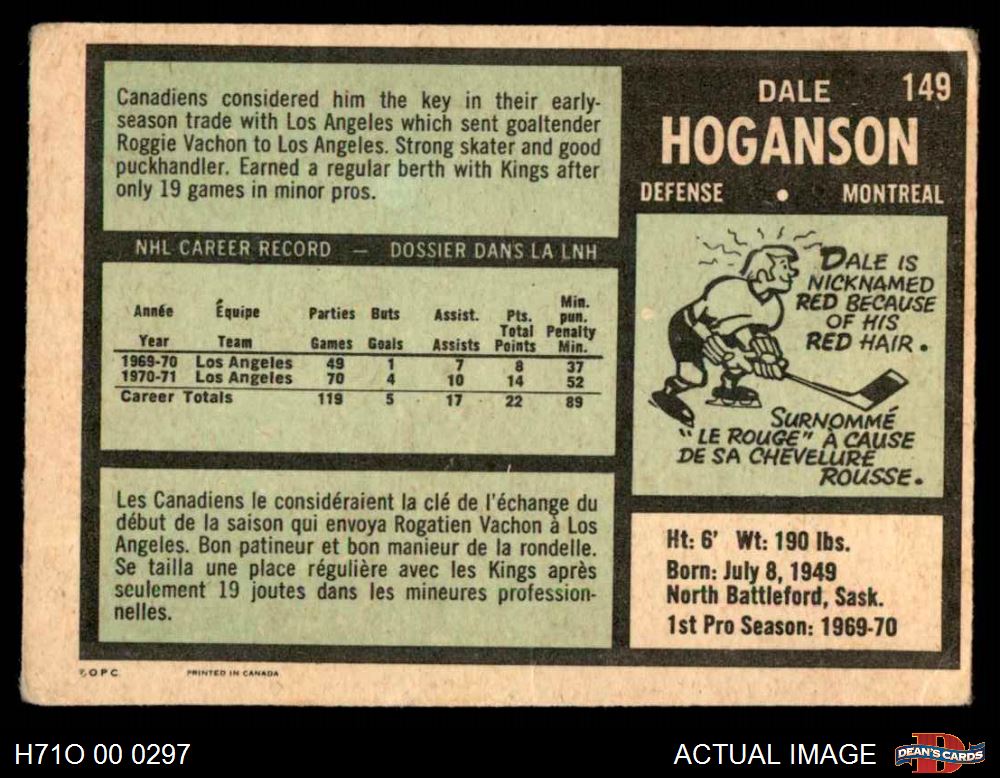 149
DALE
HOGANSON
DEFENSE • MONTREAL
Canadiens considered him the key in their early-
season trade with Los Angeles which sent goaltender
Roggie Vachon to Los Angeles. Strong skater and good
puckhandler. Earned a regular berth with Kings after
only 19 games in minor pros.
NHL CAREER RECORD — DOSSIER DANS LA LNH
Année Équipe Parties Buts Assist. Pts. Min. pun.
Year Team Games Goals Assists Total Points Penalty Min.
1969-70 Los Angeles 49 1 7 8 37
1970-71 Los Angeles 70 4 10 14 52
Career Totals 119 5 17 22 89
Les Canadiens le considéraient la clé de l'échange du
début de la saison qui envoya Rogatien Vachon à Los
Angeles. Bon patineur et bon manieur de la rondelle.
Se tailla une place régulière avec les Kings après
seulement 19 joutes dans les mineures profession-
nelles.
DALE IS
NICKNAMED
RED BECAUSE
OF HIS
RED HAIR.
SURNOMMÉ
"LE ROUGE" À CAUSE
DE SA CHEVELURE
ROUSSE.
Ht: 6' Wt: 190 lbs.
Born: July 8, 1949
North Battleford, Sask.
1st Pro Season: 1969-70
O P C PRINTED IN CANADA
H71O 00 0297
ACTUAL IMAGE
DEAN'S CARDS